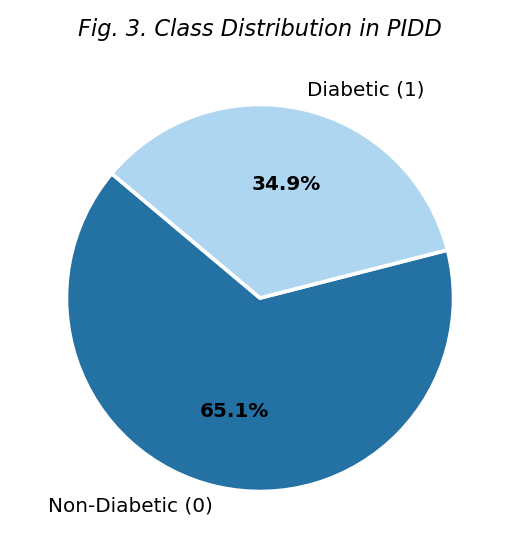 Fig. 3. Class Distribution in PIDD
Diabetic (1)
34.9%
65.1%
Non-Diabetic (0)